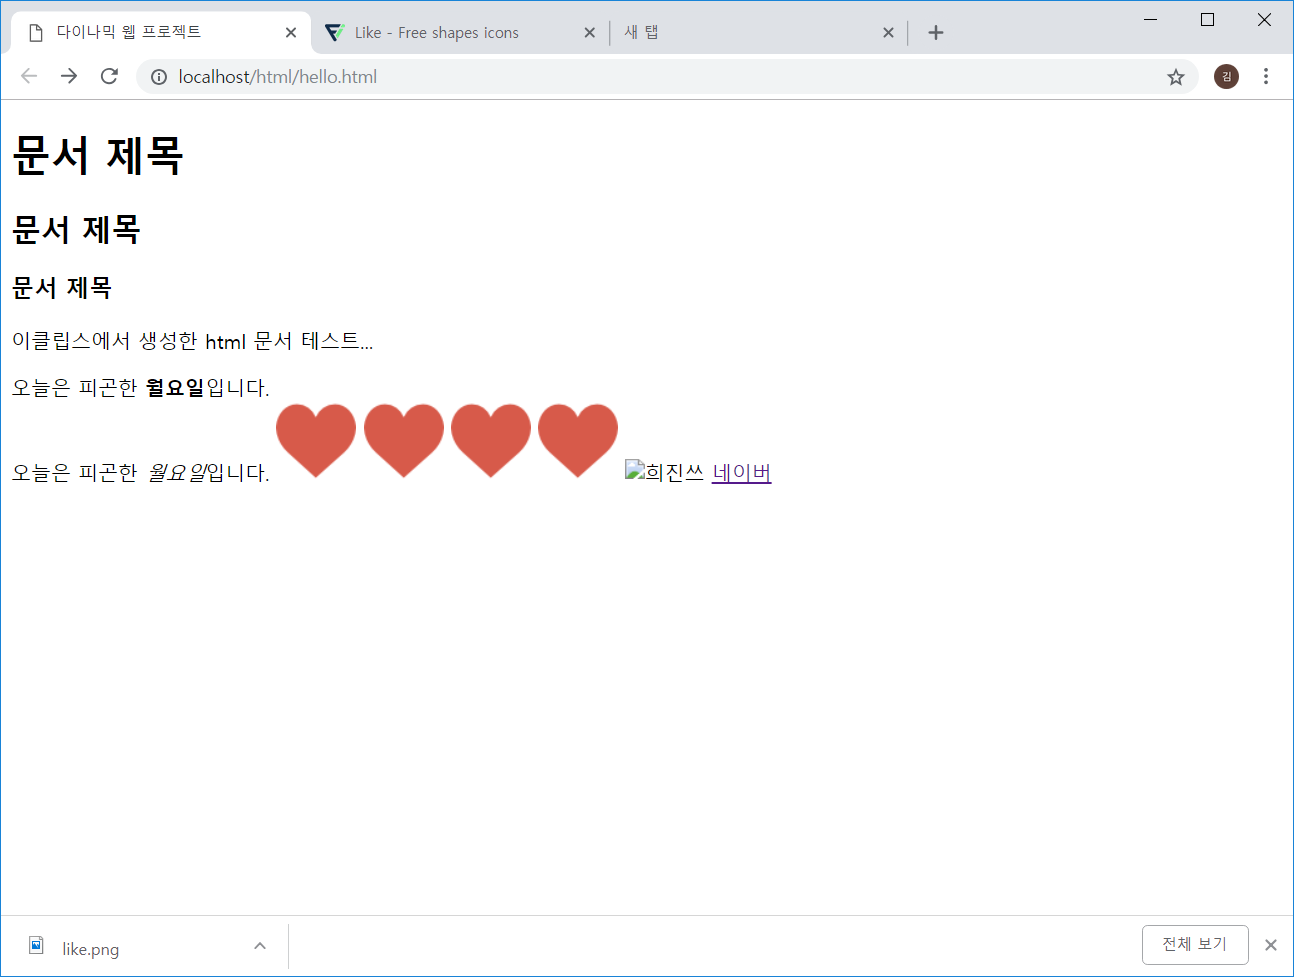 다이나믹 웹 프로젝트
Like - Free shapes icons
새 탭
localhost/html/hello.html
김
문서 제목
문서 제목
문서 제목
이클립스에서 생성한 html 문서 테스트...
오늘은 피곤한 월요일입니다.
오늘은 피곤한 월요일입니다. 희진쓰 네이버
like.png
전체 보기